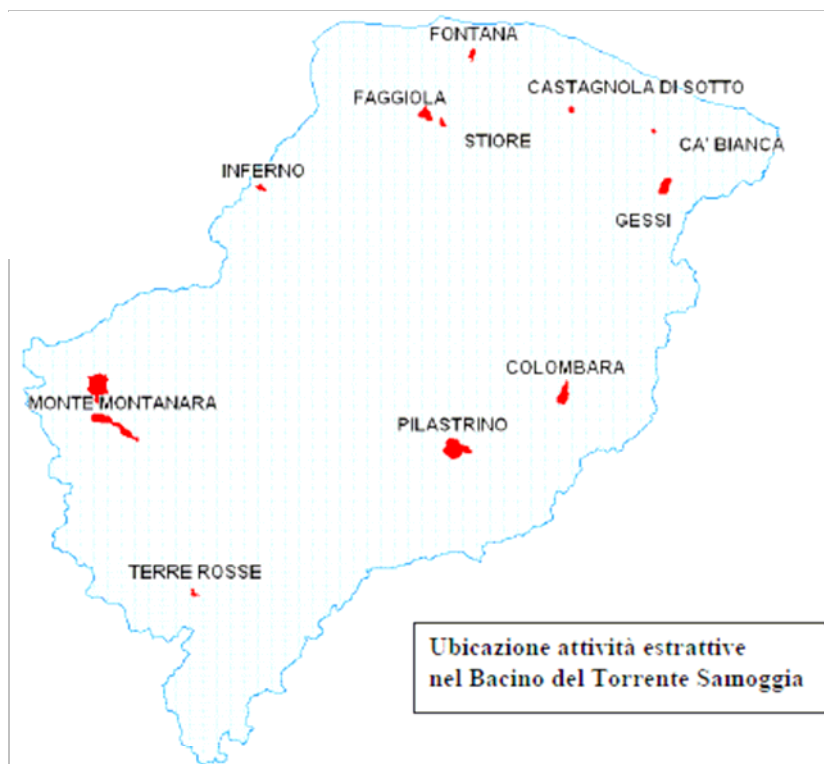 FONTANA
CASTAGNOLA DI SOTTO
FAGGIOLA
STIORE
CA' BIANCA
INFERNO
GESSI
COLOMBARA
MONTE MONTANARA
PILASTRINO
TERRE ROSSE
Ubicazione attività estrattive
nel Bacino del Torrente Samoggia